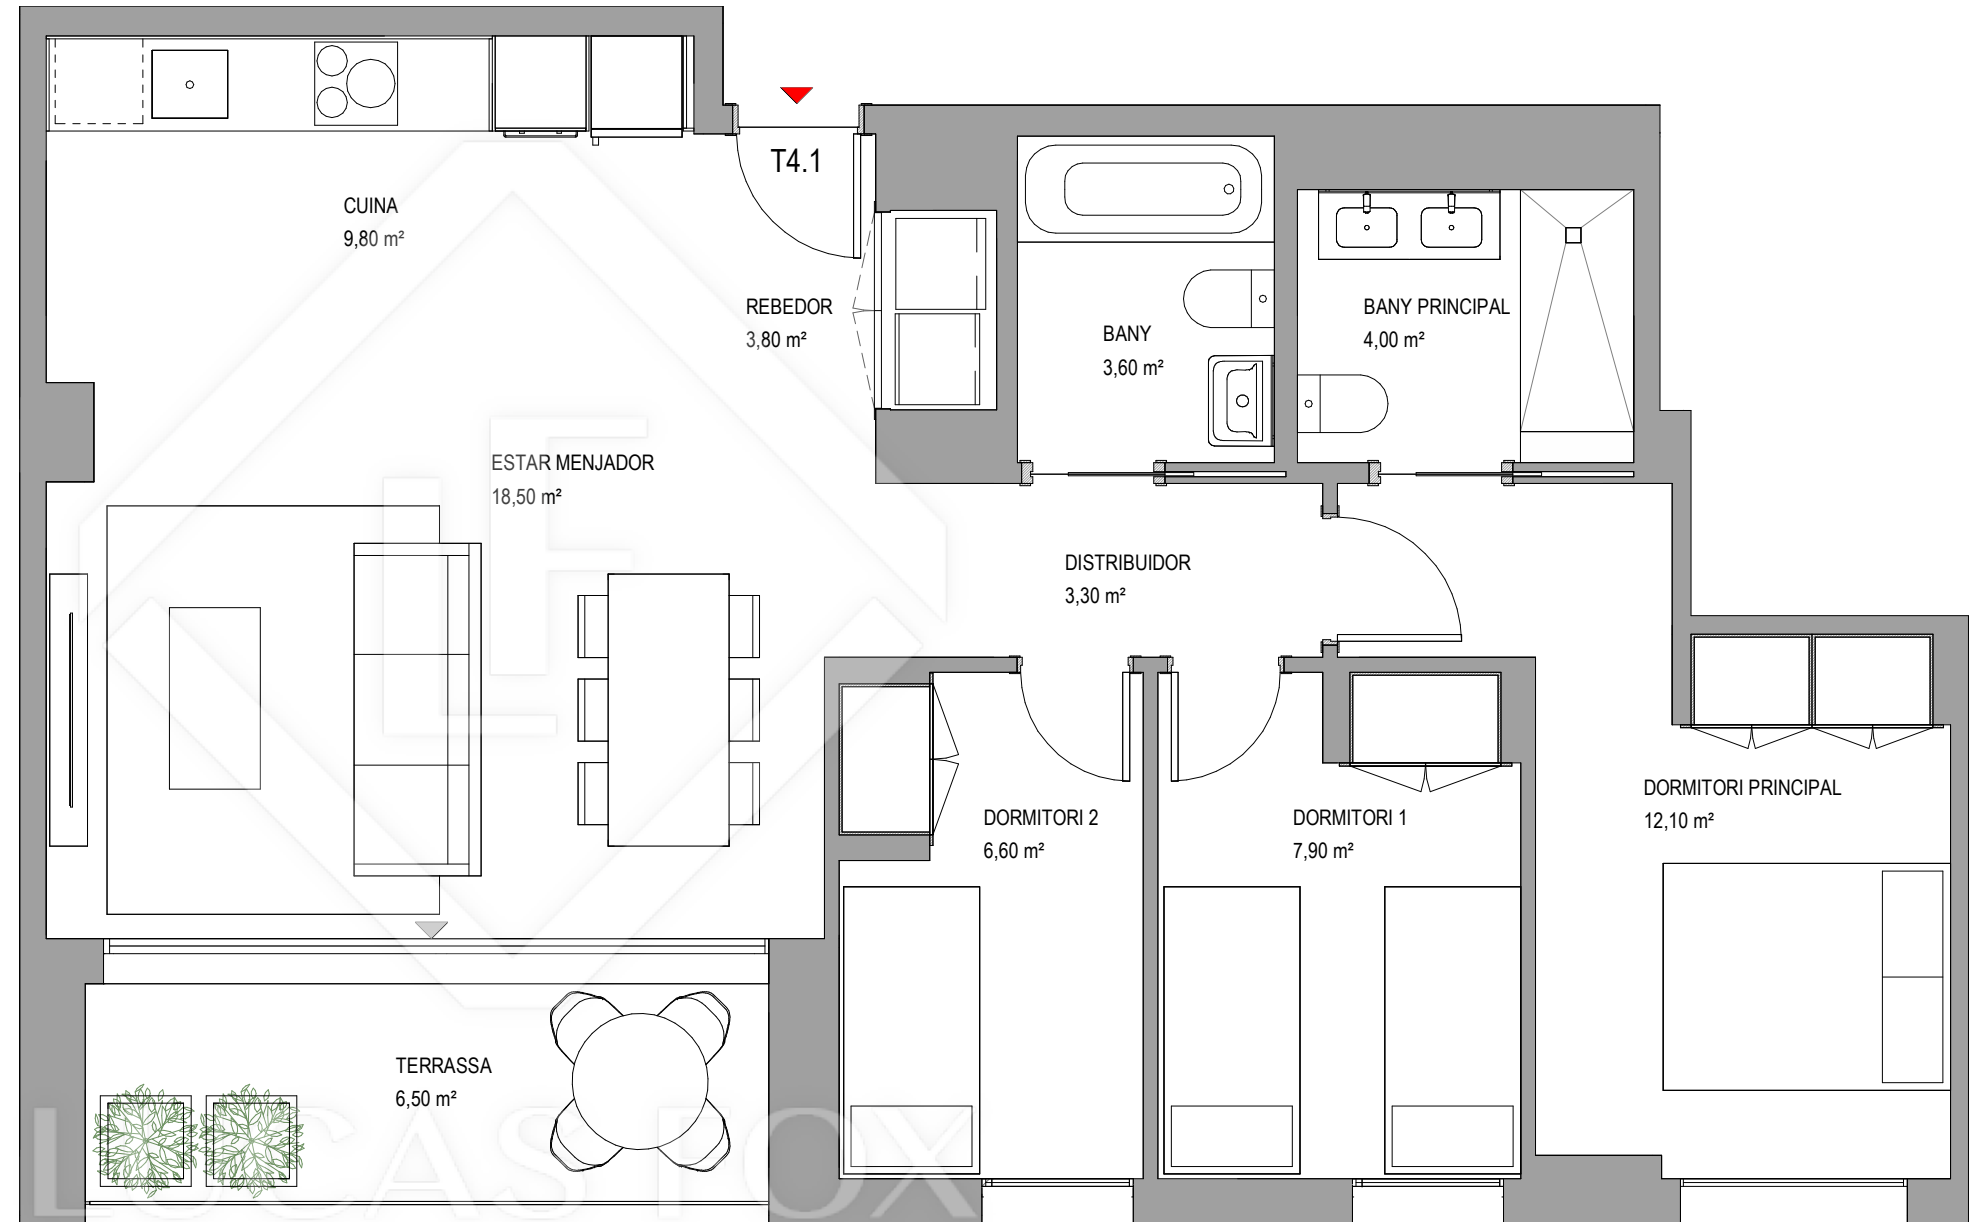 T4.1
CUINA
9,80 m²
REBEDOR
3,80 m²
BANY
3,60 m²
BANY PRINCIPAL
4,00 m²
ESTAR MENJADOR
18,50 m²
DISTRIBUIDOR
3,30 m²
DORMITORI 2
6,60 m²
DORMITORI 1
7,90 m²
DORMITORI PRINCIPAL
12,10 m²
TERRASSA
6,50 m²
LF
LUCAS FOX